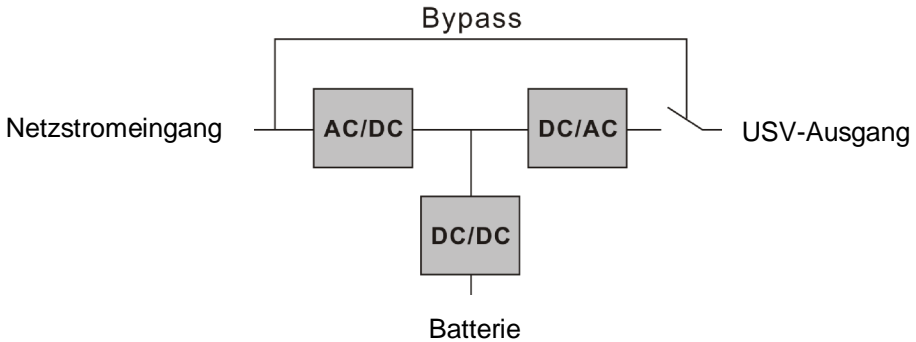 Bypass
Netzstromeingang
AC/DC
DC/AC
USV-Ausgang
DC/DC
Batterie